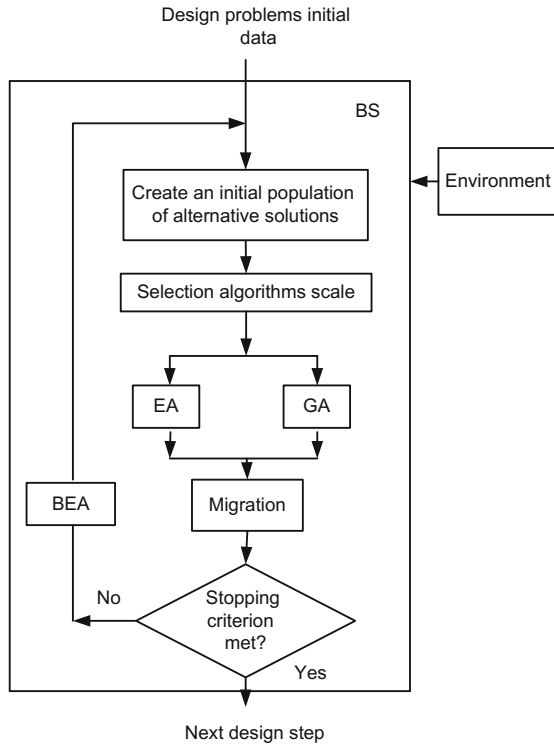 Design problems initial
data
BS
Environment
Create an initial population
of alternative solutions
Selection algorithms scale
EA
GA
BEA
Migration
No
Stopping
criterion
met?
Yes
Next design step